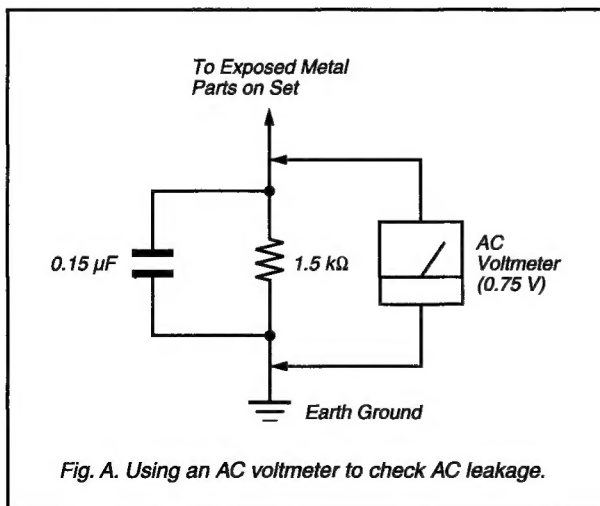 To Exposed Metal
Parts on Set
0.15 µF
1.5 kΩ
AC
Voltmeter
(0.75 V)
Earth Ground
Fig. A. Using an AC voltmeter to check AC leakage.